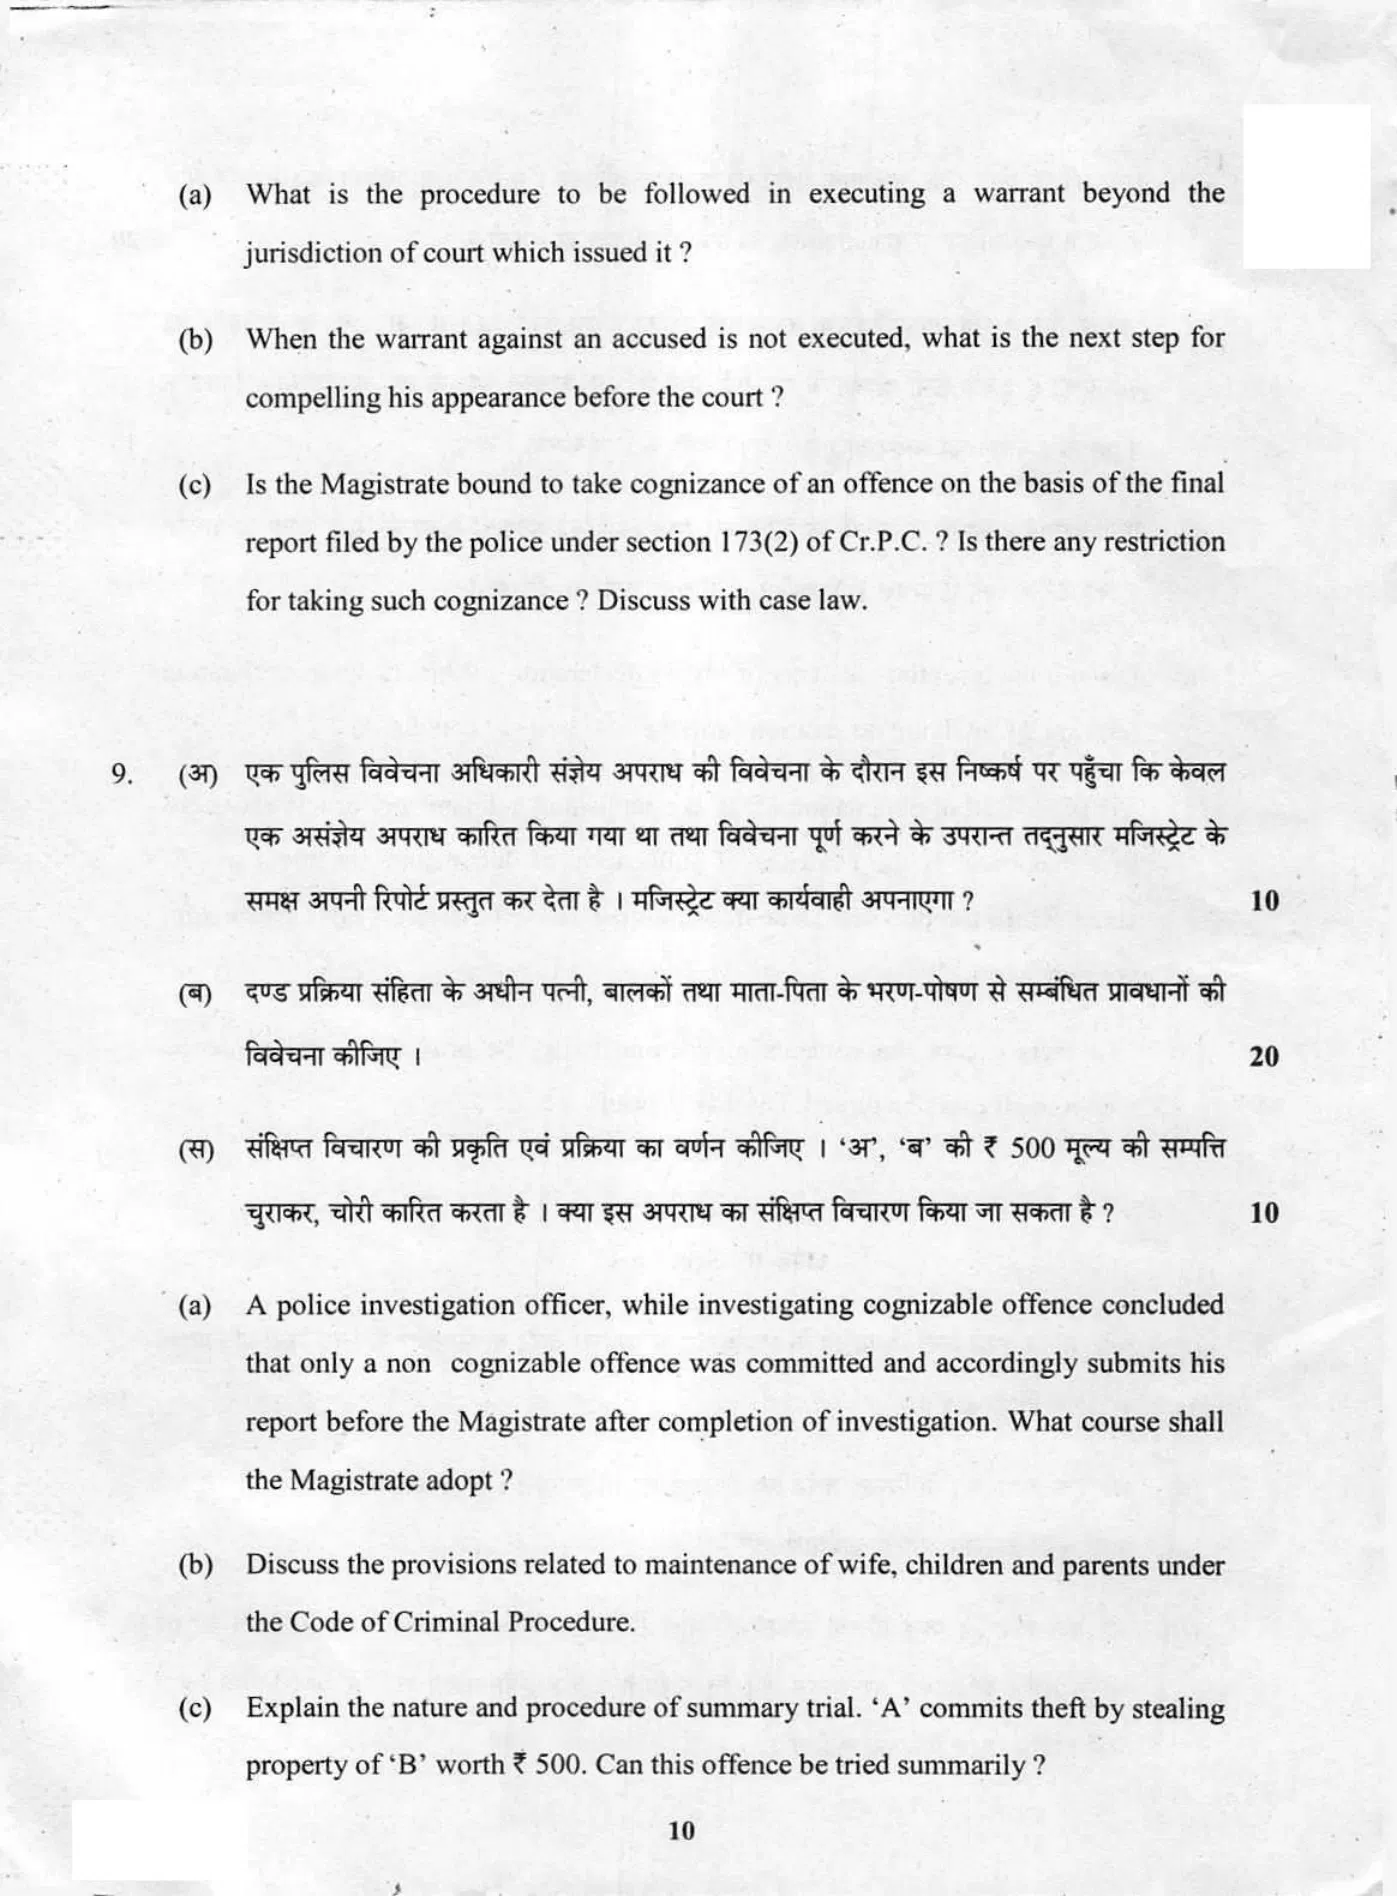 (a) What is the procedure to be followed in executing a warrant beyond the
jurisdiction of court which issued it ?
(b) When the warrant against an accused is not executed, what is the next step for
compelling his appearance before the court ?
(c) Is the Magistrate bound to take cognizance of an offence on the basis of the final
report filed by the police under section 173(2) of Cr.P.C. ? Is there any restriction
for taking such cognizance ? Discuss with case law.
9. (अ) एक पुलिस विवेचना अधिकारी संज्ञेय अपराध की विवेचना के दौरान इस निष्कर्ष पर पहुँचा कि केवल
एक असंज्ञेय अपराध कारित किया गया था तथा विवेचना पूर्ण करने के उपरान्त तद्नुसार मजिस्ट्रेट के
समक्ष अपनी रिपोर्ट प्रस्तुत कर देता है । मजिस्ट्रेट क्या कार्यवाही अपनाएगा ? 10
(ब) दण्ड प्रक्रिया संहिता के अधीन पत्नी, बालकों तथा माता-पिता के भरण-पोषण से सम्बंधित प्रावधानों की
विवेचना कीजिए । 20
(स) संक्षिप्त विचारण की प्रकृति एवं प्रक्रिया का वर्णन कीजिए । ‘अ’, ‘ब’ की ₹ 500 मूल्य की सम्पत्ति
चुराकर, चोरी कारित करता है । क्या इस अपराध का संक्षिप्त विचारण किया जा सकता है ? 10
(a) A police investigation officer, while investigating cognizable offence concluded
that only a non cognizable offence was committed and accordingly submits his
report before the Magistrate after completion of investigation. What course shall
the Magistrate adopt ?
(b) Discuss the provisions related to maintenance of wife, children and parents under
the Code of Criminal Procedure.
(c) Explain the nature and procedure of summary trial. ‘A’ commits theft by stealing
property of ‘B’ worth ₹ 500. Can this offence be tried summarily ?
10